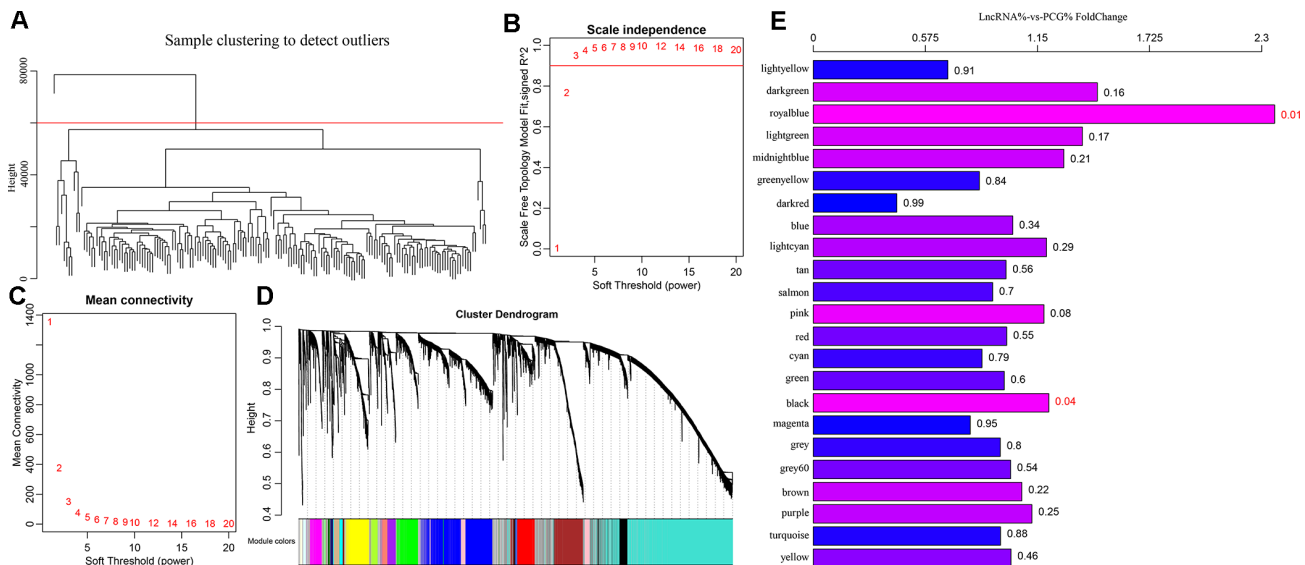 A
Sample clustering to detect outliers
Height
80000
40000
0
B
Scale independence
Scale Free Topology Model Fit,signed R^2
1.0
0.8
0.6
0.4
0.2
0.0
1
2
3 4 5 6 7 8 9 10 12 14 16 18 20
5 10 15 20
Soft Threshold (power)
C
Mean connectivity
Mean Connectivity
1400
1000
800
600
400
200
0
1
2
3
4 5 6 7 8 9 10 12 14 16 18 20
5 10 15 20
Soft Threshold (power)
D
Cluster Dendrogram
Height
1.0
0.9
0.8
0.7
0.6
0.5
0.4
Module colors
E
LncRNA%-vs-PCG% FoldChange
0 0.575 1.15 1.725 2.3
lightyellow 0.91
darkgreen 0.16
royalblue 0.01
lightgreen 0.17
midnightblue 0.21
greenyellow 0.84
darkred 0.99
blue 0.34
lightcyan 0.29
tan 0.56
salmon 0.7
pink 0.08
red 0.55
cyan 0.79
green 0.6
black 0.04
magenta 0.95
grey 0.8
grey60 0.54
brown 0.22
purple 0.25
turquoise 0.88
yellow 0.46